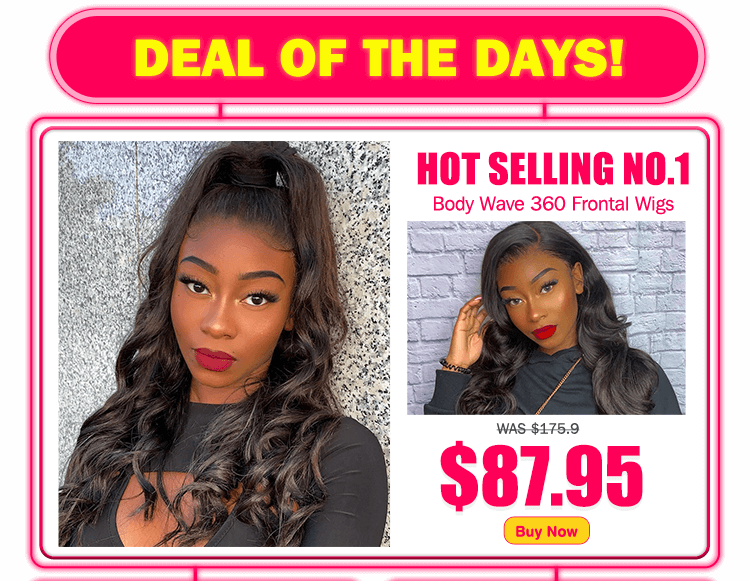 DEAL OF THE DAYS!
HOT SELLING NO.1
Body Wave 360 Frontal Wigs
WAS $175.9
$87.95
Buy Now